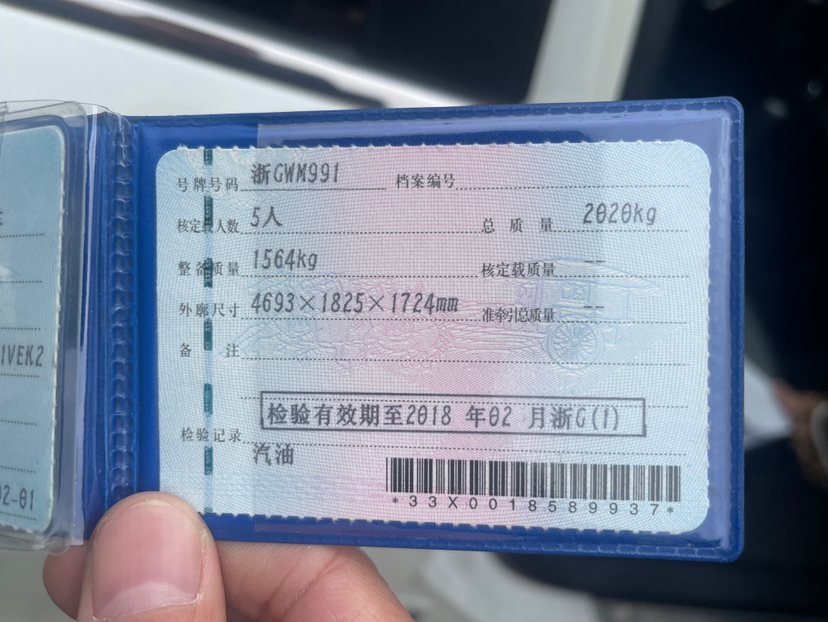 号牌号码 浙GWM991 档案编号
核定载人数 5人 总质量 2020kg
整备质量 1564kg 核定载质量 --
外廓尺寸 4693×1825×1724mm 准牵引总质量 --
备注
检验有效期至2018 年02 月浙G(1)
检验记录
汽油
*33X0018589937*
IVEK2
02-01